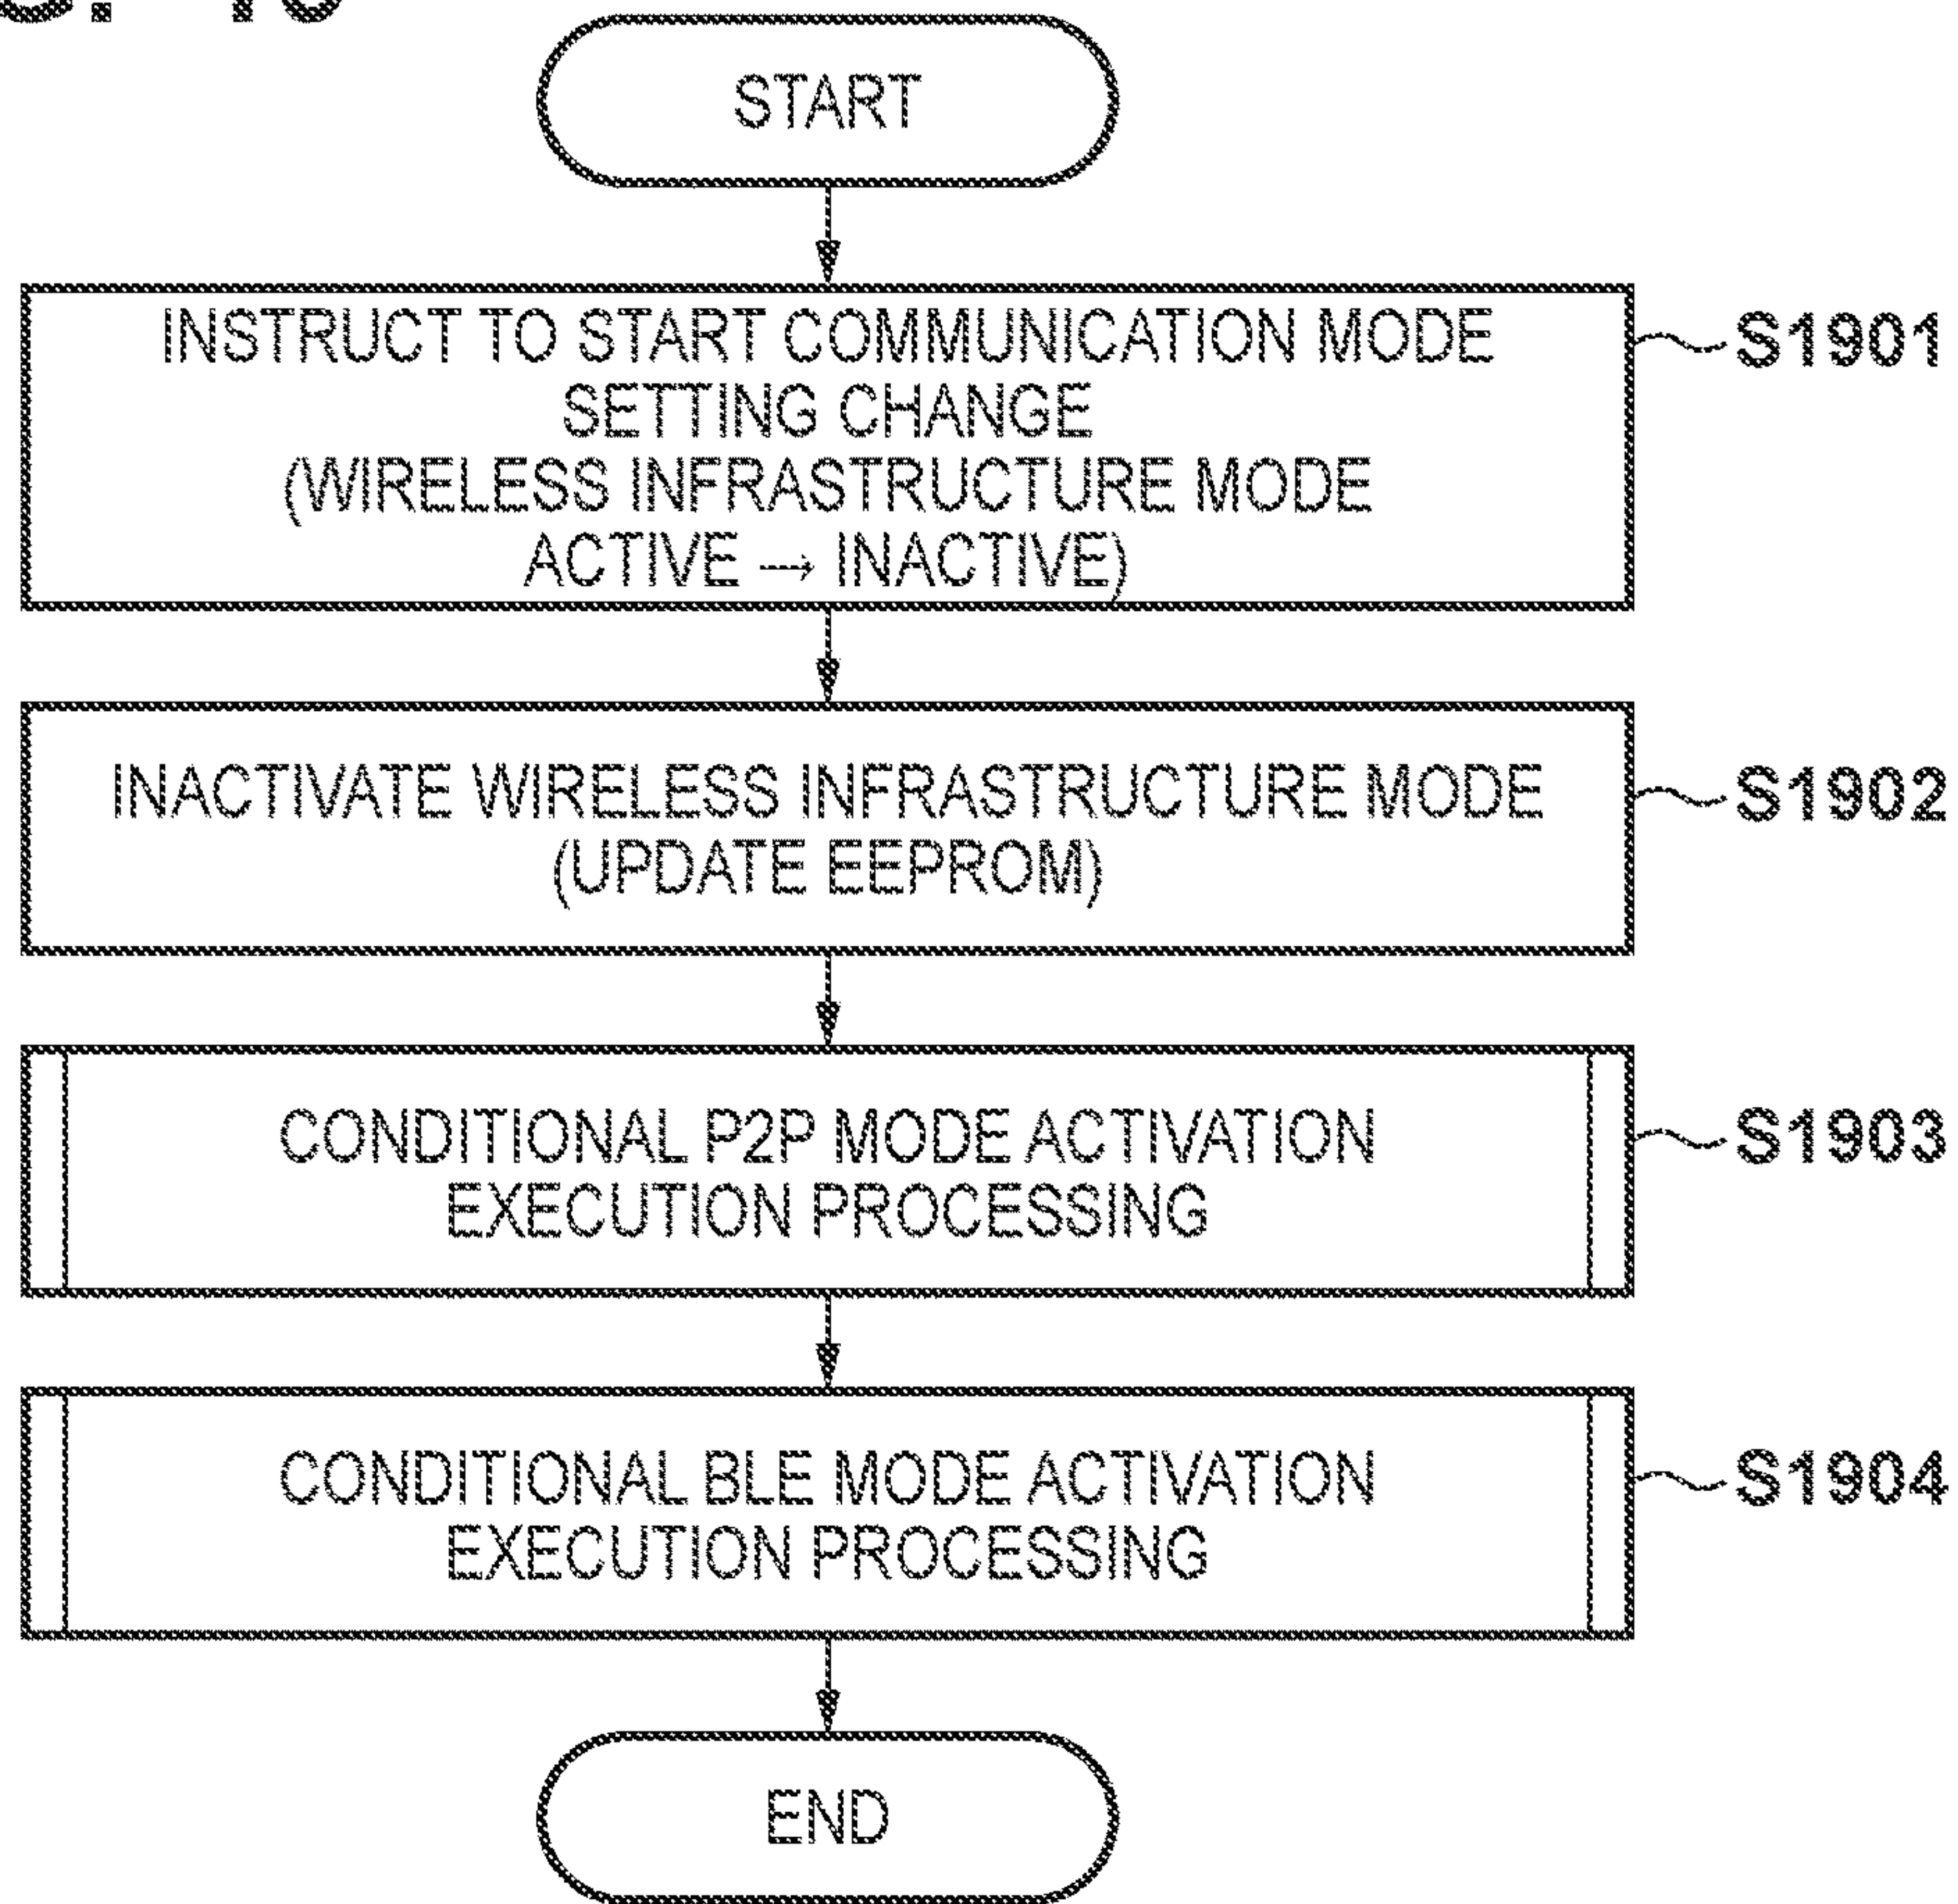 START
INSTRUCT TO START COMMUNICATION MODE
SETTING CHANGE
(WIRELESS INFRASTRUCTURE MODE
ACTIVE → INACTIVE)
S1901
INACTIVATE WIRELESS INFRASTRUCTURE MODE
(UPDATE EEPROM)
S1902
CONDITIONAL P2P MODE ACTIVATION
EXECUTION PROCESSING
S1903
CONDITIONAL BLE MODE ACTIVATION
EXECUTION PROCESSING
S1904
END